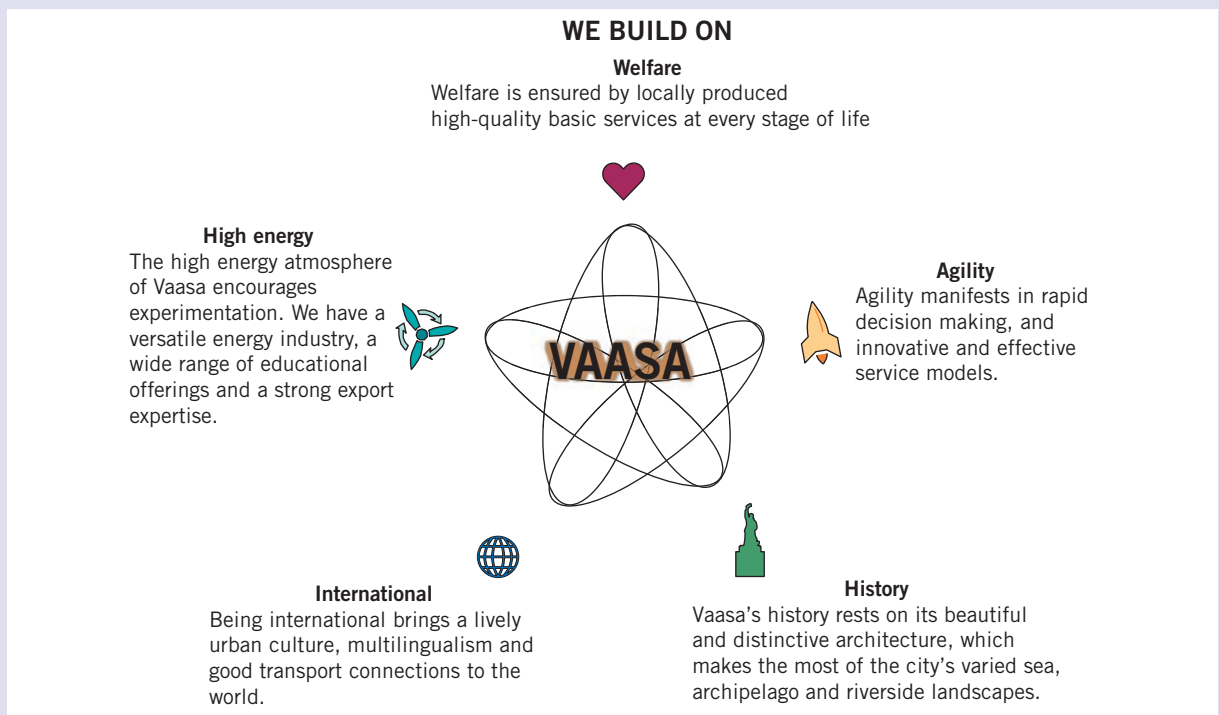 WE BUILD ON
Welfare
Welfare is ensured by locally produced
high-quality basic services at every stage of life
High energy
The high energy atmosphere
of Vaasa encourages
experimentation. We have a
versatile energy industry, a
wide range of educational
offerings and a strong export
expertise.
VAASA
Agility
Agility manifests in rapid
decision making, and
innovative and effective
service models.
International
Being international brings a lively
urban culture, multilingualism and
good transport connections to the
world.
History
Vaasa's history rests on its beautiful
and distinctive architecture, which
makes the most of the city's varied sea,
archipelago and riverside landscapes.